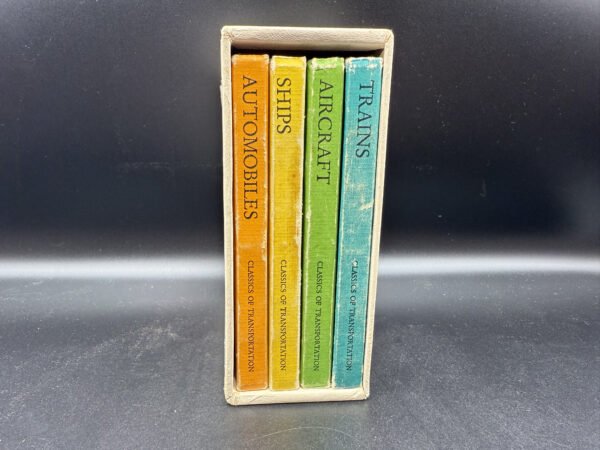 AUTOMOBILES
CLASSICS OF TRANSPORTATION
SHIPS
CLASSICS OF TRANSPORTATION
AIRCRAFT
CLASSICS OF TRANSPORTATION
TRAINS
CLASSICS OF TRANSPORTATION